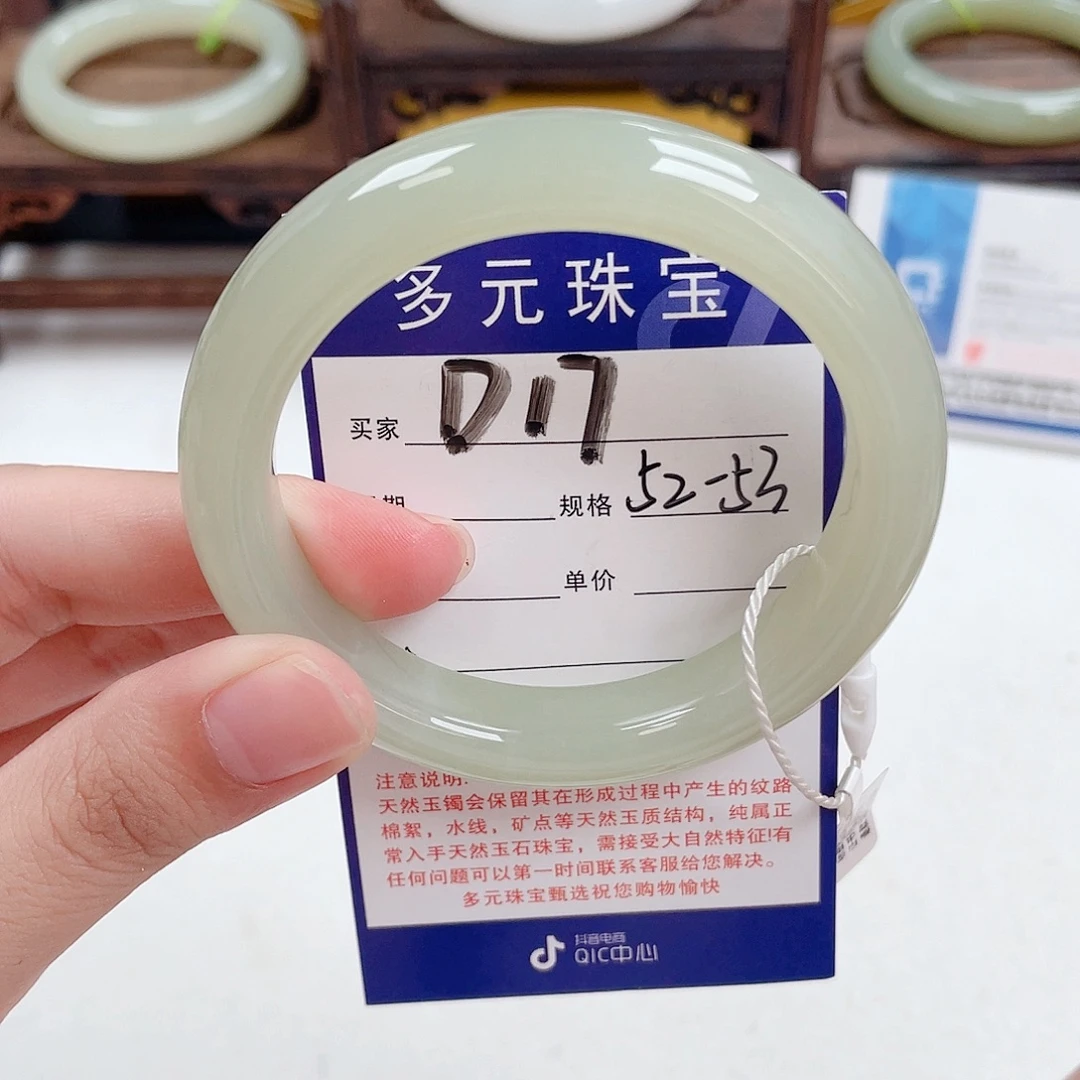 多元珠宝
买家 D17
期 规格 52-53
单价
注意说明:
天然玉镯会保留其在形成过程中产生的纹路
棉絮，水线，矿点等天然玉质结构，纯属正
常入手天然玉石珠宝，需接受大自然特征!有
任何问题可以第一时间联系客服给您解决。
多元珠宝甄选祝您购物愉快
抖音电商
QIC中心